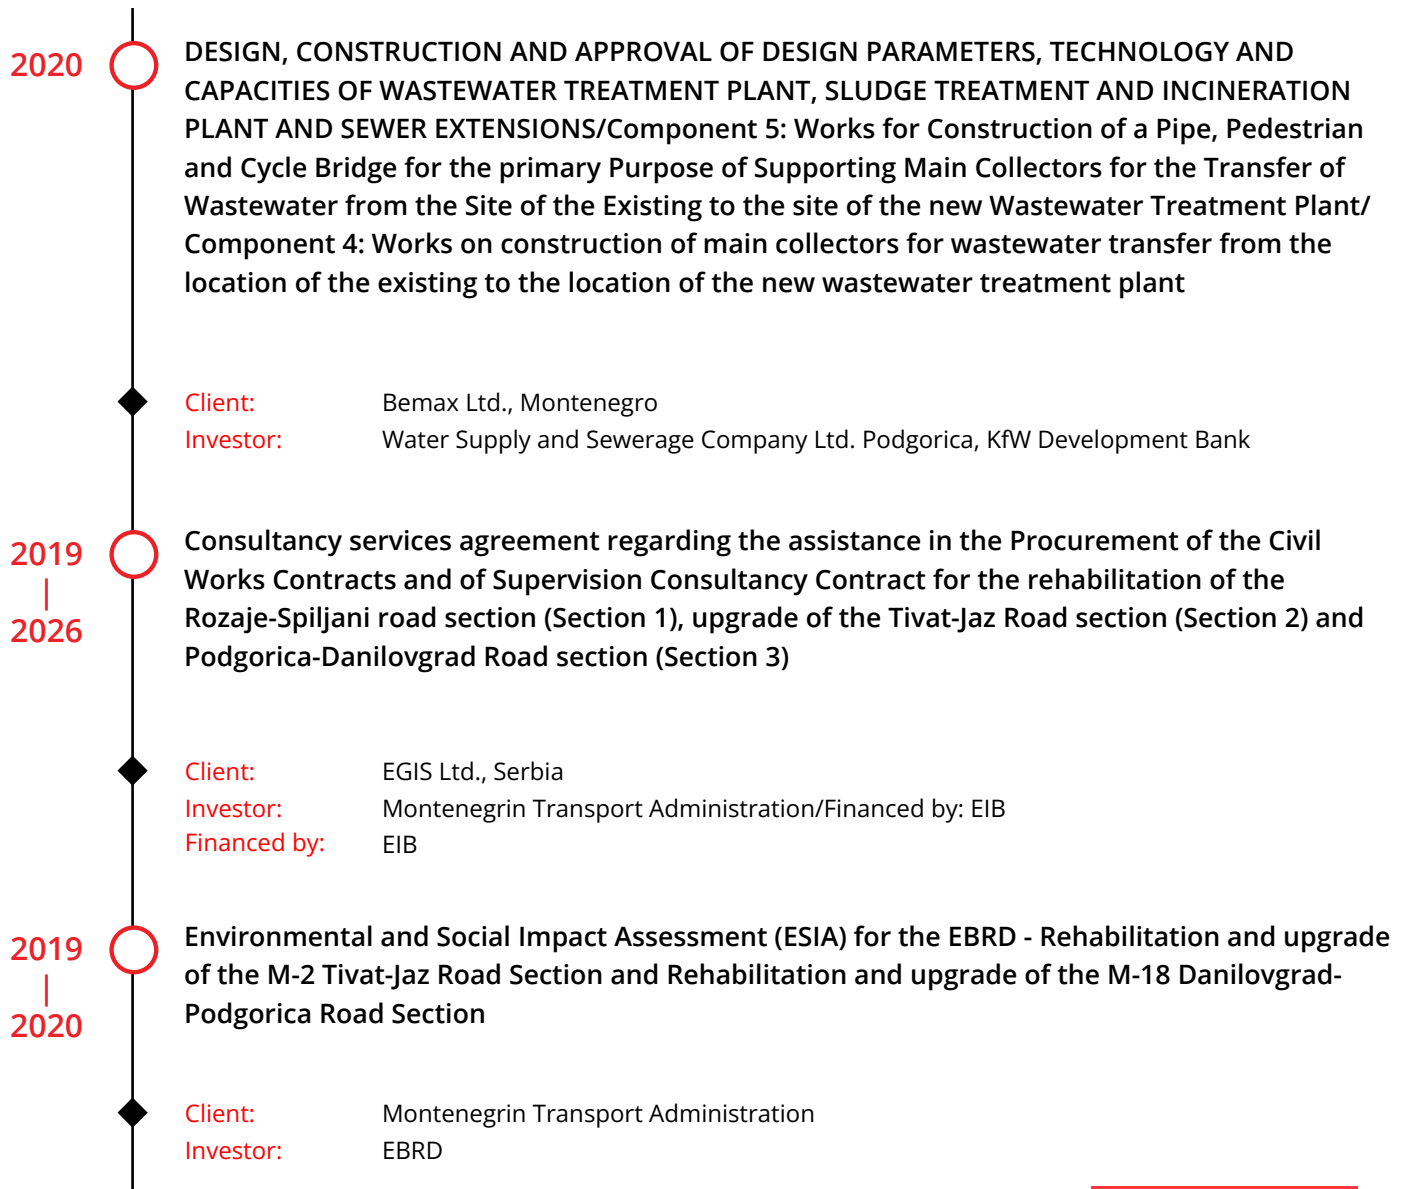 2020
DESIGN, CONSTRUCTION AND APPROVAL OF DESIGN PARAMETERS, TECHNOLOGY AND
CAPACITIES OF WASTEWATER TREATMENT PLANT, SLUDGE TREATMENT AND INCINERATION
PLANT AND SEWER EXTENSIONS/Component 5: Works for Construction of a Pipe, Pedestrian
and Cycle Bridge for the primary Purpose of Supporting Main Collectors for the Transfer of
Wastewater from the Site of the Existing to the site of the new Wastewater Treatment Plant/
Component 4: Works on construction of main collectors for wastewater transfer from the
location of the existing to the location of the new wastewater treatment plant
Client: Bemax Ltd., Montenegro
Investor: Water Supply and Sewerage Company Ltd. Podgorica, KfW Development Bank
2019
|
2026
Consultancy services agreement regarding the assistance in the Procurement of the Civil
Works Contracts and of Supervision Consultancy Contract for the rehabilitation of the
Rozaje-Spiljani road section (Section 1), upgrade of the Tivat-Jaz Road section (Section 2) and
Podgorica-Danilovgrad Road section (Section 3)
Client: EGIS Ltd., Serbia
Investor: Montenegrin Transport Administration/Financed by: EIB
Financed by: EIB
2019
|
2020
Environmental and Social Impact Assessment (ESIA) for the EBRD - Rehabilitation and upgrade
of the M-2 Tivat-Jaz Road Section and Rehabilitation and upgrade of the M-18 Danilovgrad-
Podgorica Road Section
Client: Montenegrin Transport Administration
Investor: EBRD